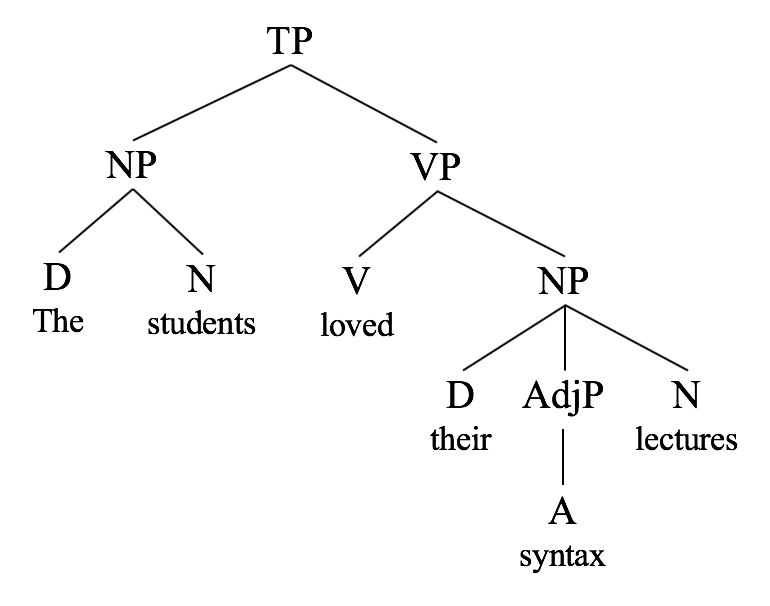 TP
NP VP
D N V NP
The students loved
D AdjP N
their lectures
A
syntax